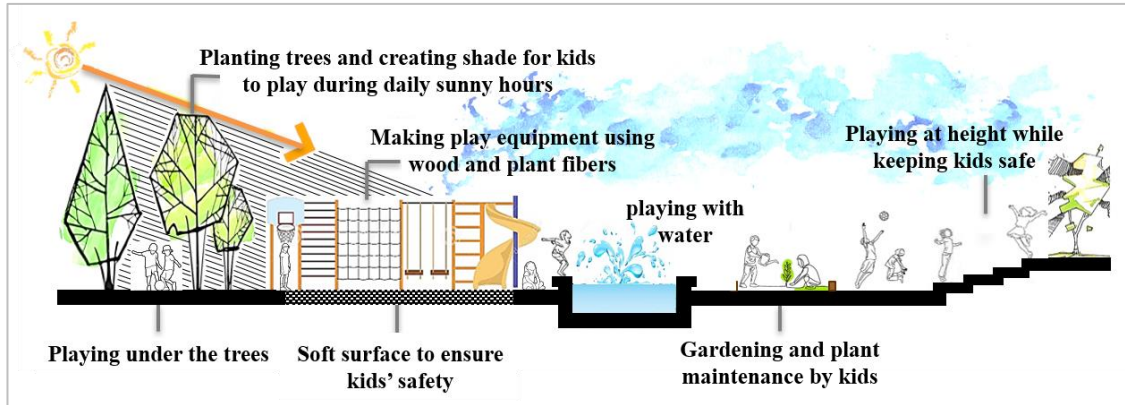 Planting trees and creating shade for kids
to play during daily sunny hours
Making play equipment using
wood and plant fibers
Playing at height while
keeping kids safe
playing with
water
Playing under the trees
Soft surface to ensure
kids' safety
Gardening and plant
maintenance by kids